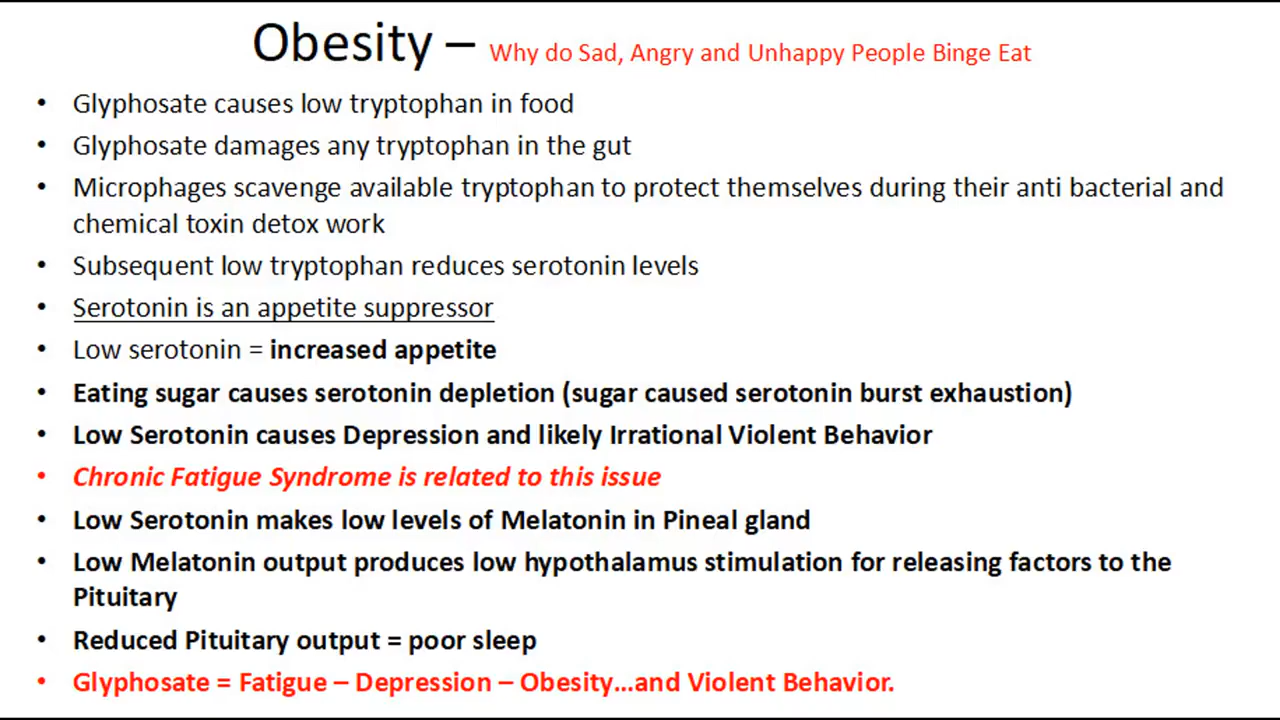 Obesity – Why do Sad, Angry and Unhappy People Binge Eat
• Glyphosate causes low tryptophan in food
• Glyphosate damages any tryptophan in the gut
• Microphages scavenge available tryptophan to protect themselves during their anti bacterial and
chemical toxin detox work
• Subsequent low tryptophan reduces serotonin levels
• Serotonin is an appetite suppressor
• Low serotonin = increased appetite
• Eating sugar causes serotonin depletion (sugar caused serotonin burst exhaustion)
• Low Serotonin causes Depression and likely Irrational Violent Behavior
• Chronic Fatigue Syndrome is related to this issue
• Low Serotonin makes low levels of Melatonin in Pineal gland
• Low Melatonin output produces low hypothalamus stimulation for releasing factors to the
Pituitary
• Reduced Pituitary output = poor sleep
• Glyphosate = Fatigue – Depression – Obesity...and Violent Behavior.